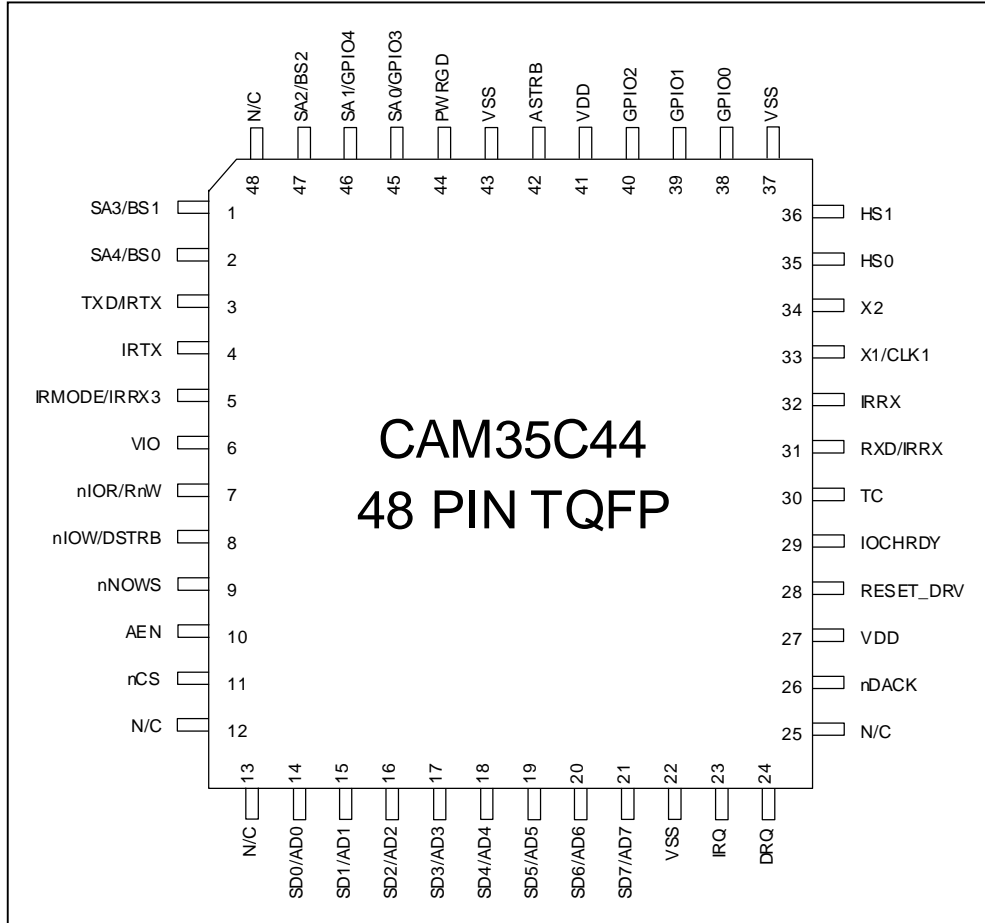 N/C
SA2/BS2
SA1/GPIO4
SA0/GPIO3
PWRGD
VSS
ASTRB
VDD
GPIO2
GPIO1
GPIO0
VSS
48
47
46
45
44
43
42
41
40
39
38
37
SA3/BS1 1
SA4/BS0 2
TXD/IRTX 3
IRTX 4
IRMODE/IRRX3 5
VIO 6
nIOR/RnW 7
nIOW/DSTRB 8
nNOWS 9
AEN 10
nCS 11
N/C 12
CAM35C44
48 PIN TQFP
36 HS1
35 HS0
34 X2
33 X1/CLK1
32 IRRX
31 RXD/IRRX
30 TC
29 IOCHRDY
28 RESET_DRV
27 VDD
26 nDACK
25 N/C
13
14
15
16
17
18
19
20
21
22
23
24
N/C
SD0/AD0
SD1/AD1
SD2/AD2
SD3/AD3
SD4/AD4
SD5/AD5
SD6/AD6
SD7/AD7
VSS
IRQ
DRQ